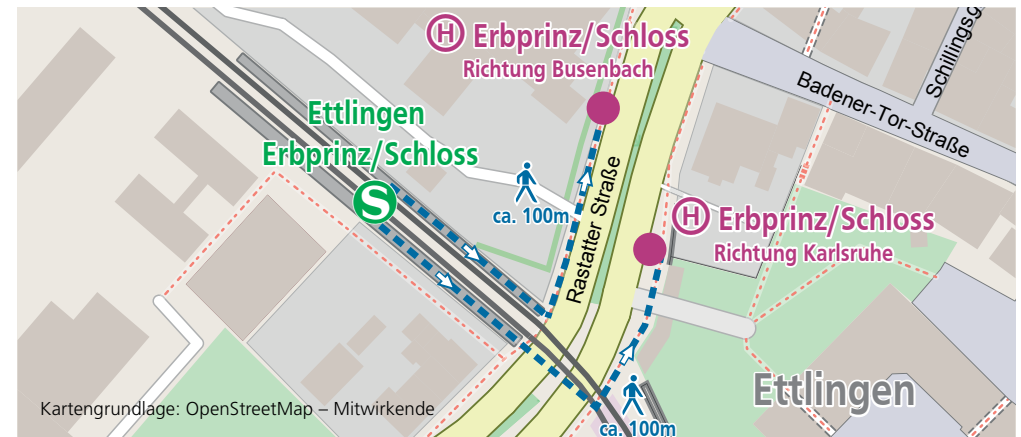 H Erbprinz/Schloss
Richtung Busenbach
Schillingsg
Badener-Tor-Straße
Ettlingen
Erbprinz/Schloss
S
ca. 100m
Rastatter Straße
H Erbprinz/Schloss
Richtung Karlsruhe
Ettlingen
Kartengrundlage: OpenStreetMap – Mitwirkende
ca. 100m